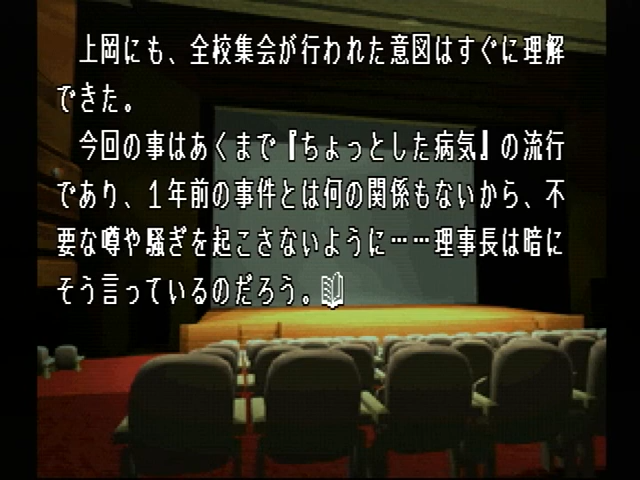 上岡にも、全校集会が行われた意図はすぐに理解
できた。
今回の事はあくまで『ちょっとした病気』の流行
であり、１年前の事件とは何の関係もないから、不
要な噂や騒ぎを起こさないように……理事長は暗に
そう言っているのだろう。